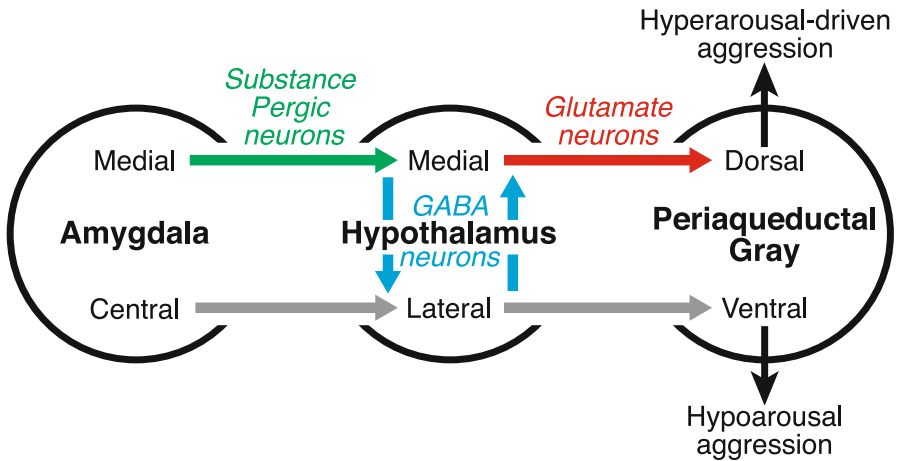 Hyperarousal-driven
aggression
Substance
Pergic
neurons
Glutamate
neurons
Medial
Medial
Dorsal
GABA
Amygdala
Hypothalamus
Periaqueductal
Gray
neurons
Central
Lateral
Ventral
Hypoarousal
aggression